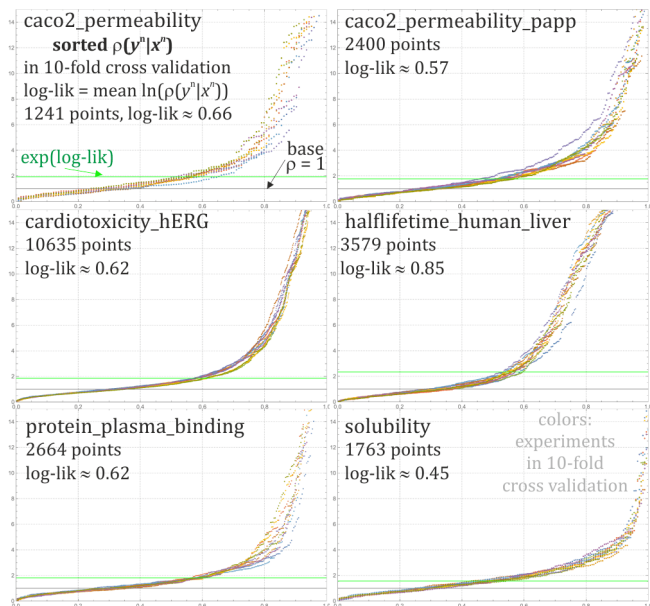 caco2_permeability
sorted ρ(yⁿ|xⁿ)
in 10-fold cross validation
log-lik = mean ln(ρ(yⁿ|xⁿ))
1241 points, log-lik ≈ 0.66
exp(log-lik)
base
ρ = 1
caco2_permeability_papp
2400 points
log-lik ≈ 0.57
cardiotoxicity_hERG
10635 points
log-lik ≈ 0.62
halflifetime_human_liver
3579 points
log-lik ≈ 0.85
protein_plasma_binding
2664 points
log-lik ≈ 0.62
solubility
1763 points
log-lik ≈ 0.45
colors:
experiments
in 10-fold
cross validation